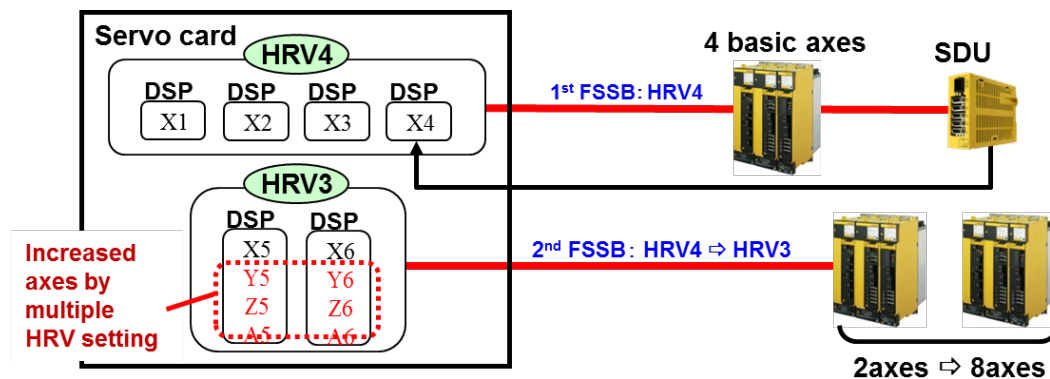 Servo card
HRV4
DSP DSP DSP DSP
X1 X2 X3 X4
1st FSSB: HRV4
4 basic axes
SDU
HRV3
DSP DSP
X5 X6
Y5 Y6
Z5 Z6
A5 A6
Increased
axes by
multiple
HRV setting
2nd FSSB: HRV4 ⇨ HRV3
2axes ⇨ 8axes